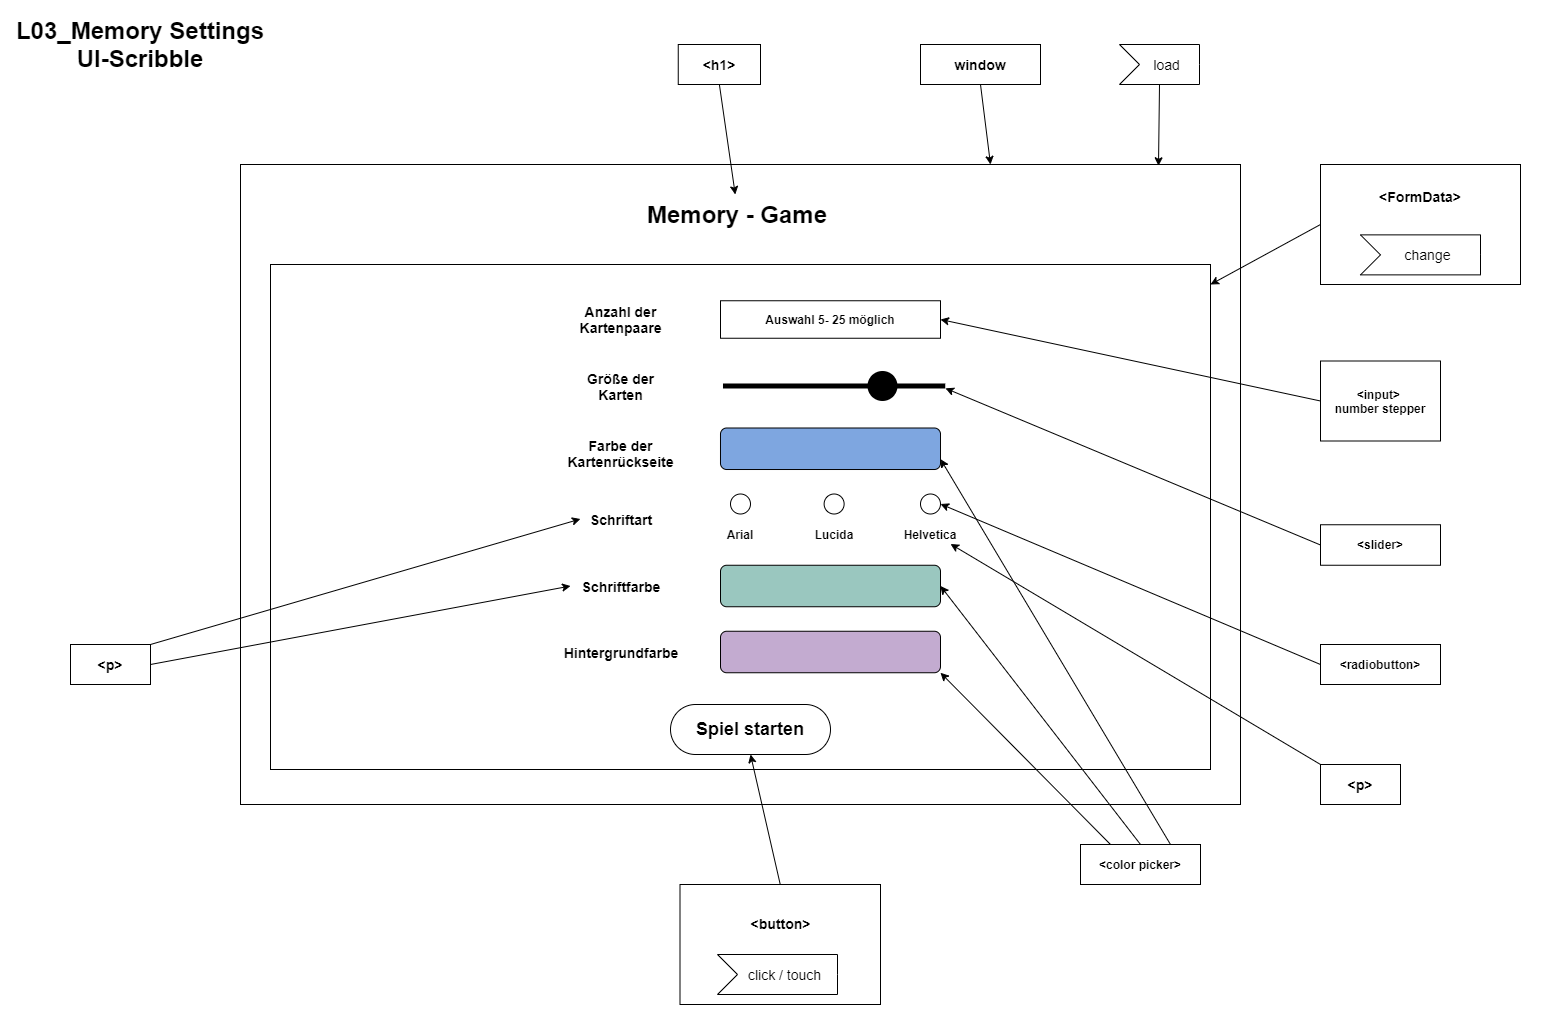 L03_Memory Settings
UI-Scribble
<h1>
window
load
Memory - Game
<FormData>
change
Anzahl der
Kartenpaare
Auswahl 5- 25 möglich
<input>
number stepper
Größe der
Karten
Farbe der
Kartenrückseite
Schriftart
Arial
Lucida
Helvetica
<slider>
Schriftfarbe
Hintergrundfarbe
<p>
<radiobutton>
Spiel starten
<p>
<color picker>
<button>
click / touch